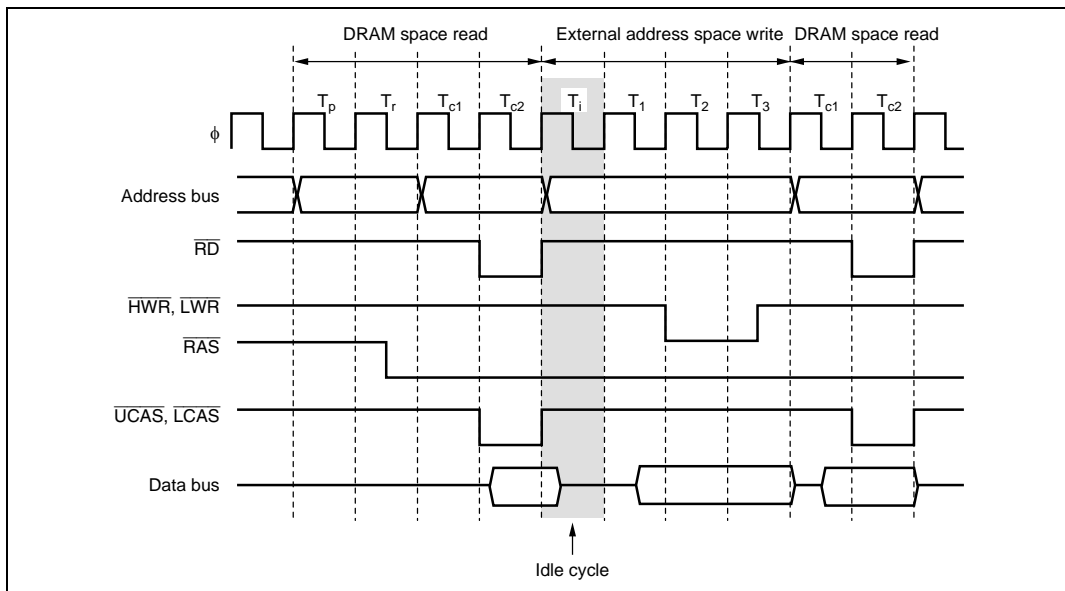 DRAM space read External address space write DRAM space read
Tp Tr Tc1 Tc2 Ti T1 T2 T3 Tc1 Tc2
ϕ
Address bus
RD
HWR, LWR
RAS
UCAS, LCAS
Data bus
Idle cycle